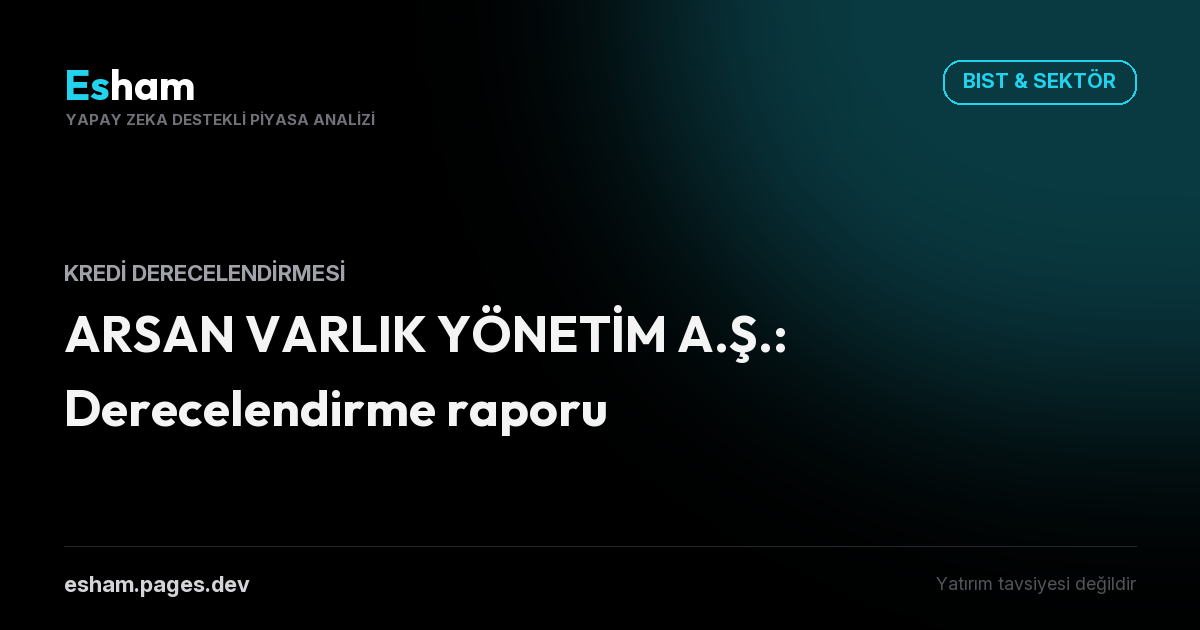 Esham
BIST & SEKTÖR
YAPAY ZEKA DESTEKLİ PİYASA ANALİZİ
KREDİ DERECELENDİRMESİ
ARSAN VARLIK YÖNETİM A.Ş.:
Derecelendirme raporu
esham.pages.dev
Yatırım tavsiyesi değildir